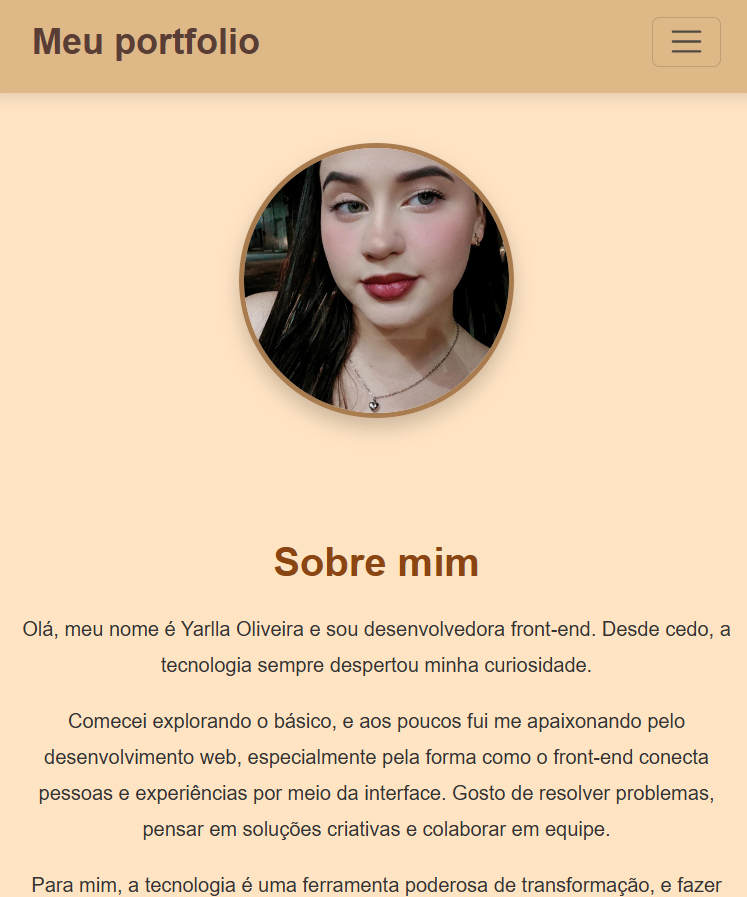 Meu portfolio
Sobre mim
Olá, meu nome é Yarlla Oliveira e sou desenvolvedora front-end. Desde cedo, a
tecnologia sempre despertou minha curiosidade.
Comecei explorando o básico, e aos poucos fui me apaixonando pelo
desenvolvimento web, especialmente pela forma como o front-end conecta
pessoas e experiências por meio da interface. Gosto de resolver problemas,
pensar em soluções criativas e colaborar em equipe.
Para mim, a tecnologia é uma ferramenta poderosa de transformação, e fazer